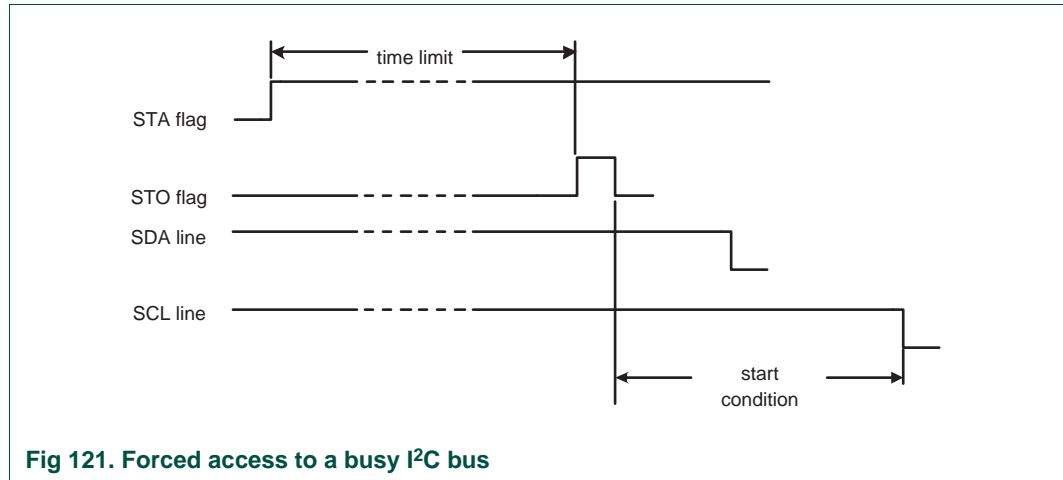 time limit
STA flag
STO flag
SDA line
SCL line
start
condition
Fig 121. Forced access to a busy I²C bus